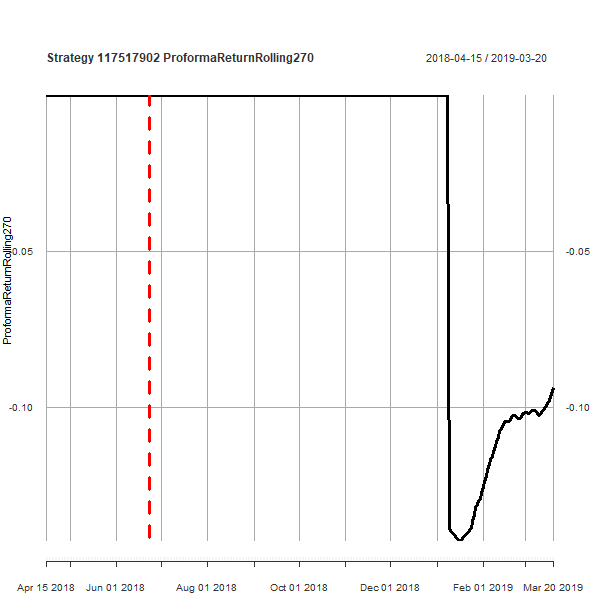 Strategy 117517902 ProformaReturnRolling270
2018-04-15 / 2019-03-20
ProformaReturnRolling270
-0.05
-0.05
-0.10
-0.10
Apr 15 2018 Jun 01 2018 Aug 01 2018 Oct 01 2018 Dec 01 2018 Feb 01 2019 Mar 20 2019